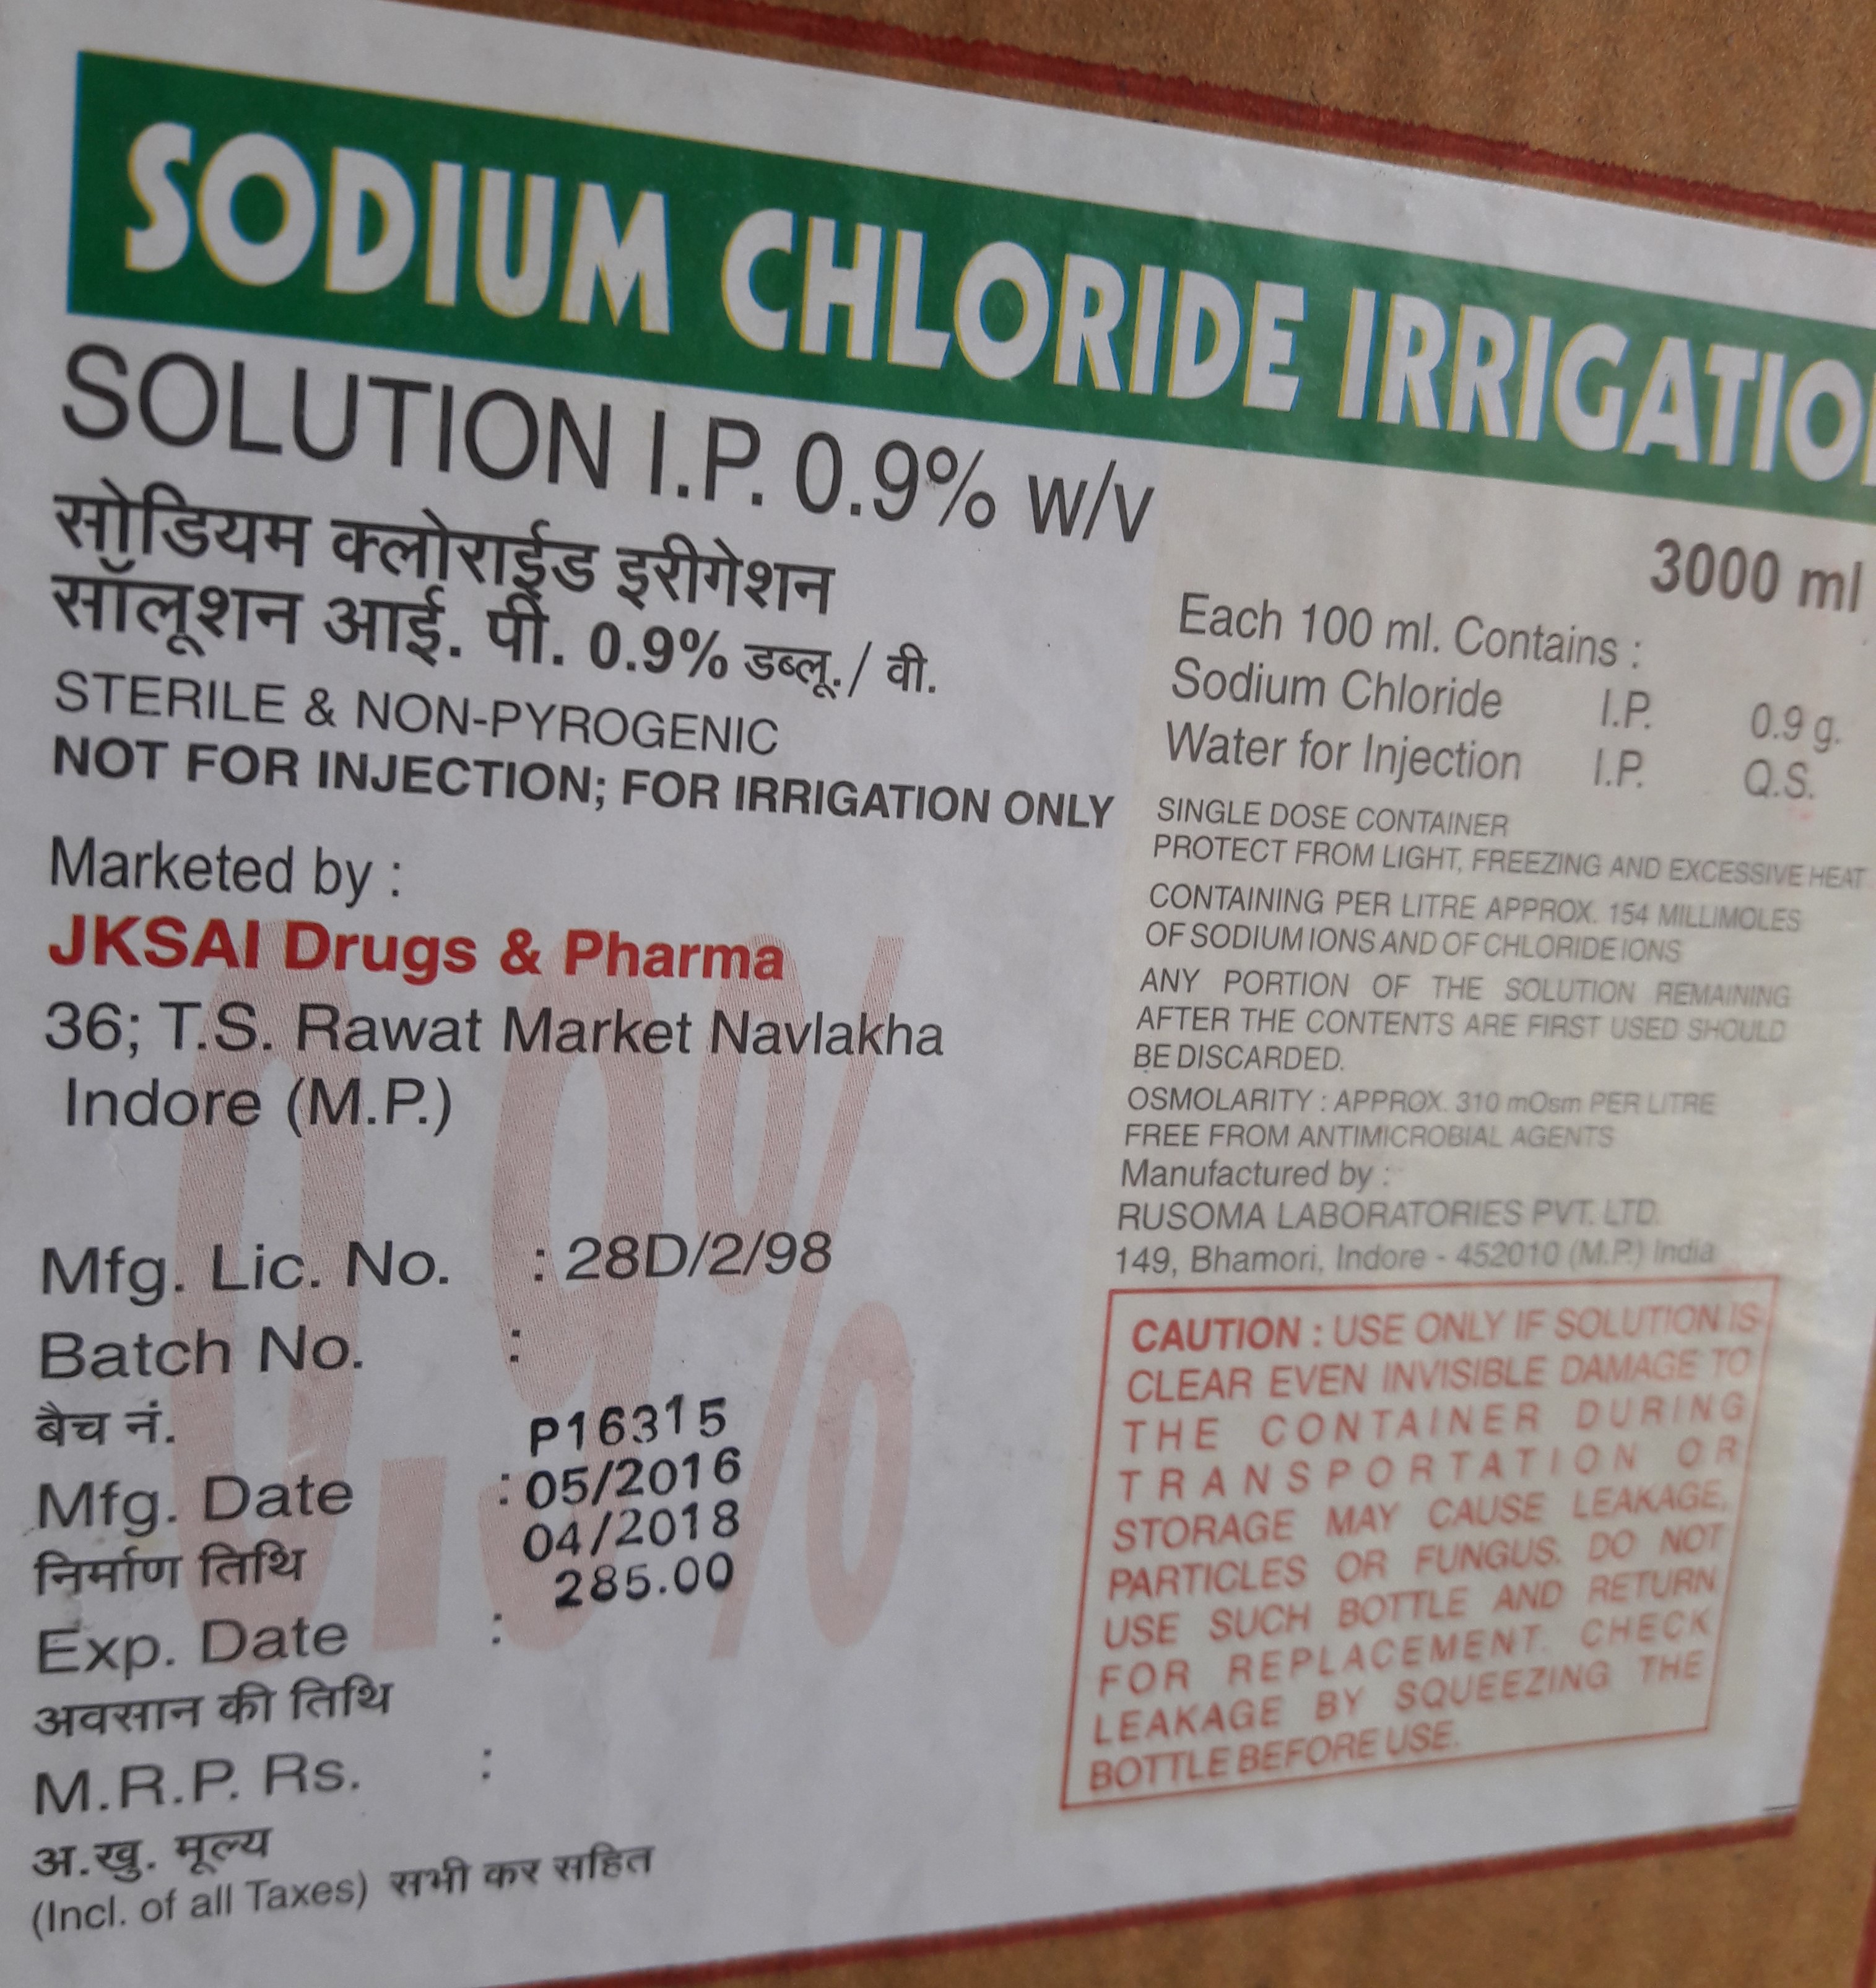 SODIUM CHLORIDE IRRIGATIO
SOLUTION I.P. 0.9% w/v
सोडियम क्लोराईड इरीगेशन
सॉलूशन आई. पी. 0.9% डब्लू./ वी.
STERILE & NON-PYROGENIC
NOT FOR INJECTION; FOR IRRIGATION ONLY
Marketed by :
JKSAI Drugs & Pharma
36; T.S. Rawat Market Navlakha
Indore (M.P.)
Mfg. Lic. No. : 28D/2/98
Batch No. :
बैच नं. P16315
Mfg. Date : 05/2016
निर्माण तिथि 04/2018
285.00
Exp. Date :
अवसान की तिथि
M.R.P. Rs. :
अ.खु. मूल्य
(Incl. of all Taxes) सभी कर सहित
0.9%
3000 ml
Each 100 ml. Contains :
Sodium Chloride I.P. 0.9 g.
Water for Injection I.P. Q.S.
SINGLE DOSE CONTAINER
PROTECT FROM LIGHT, FREEZING AND EXCESSIVE HEAT
CONTAINING PER LITRE APPROX. 154 MILLIMOLES
OF SODIUM IONS AND OF CHLORIDE IONS
ANY PORTION OF THE SOLUTION REMAINING
AFTER THE CONTENTS ARE FIRST USED SHOULD
BE DISCARDED.
OSMOLARITY : APPROX. 310 mOsm PER LITRE
FREE FROM ANTIMICROBIAL AGENTS
Manufactured by :
RUSOMA LABORATORIES PVT. LTD.
149, Bhamori, Indore - 452010 (M.P.) India
CAUTION : USE ONLY IF SOLUTION IS
CLEAR EVEN INVISIBLE DAMAGE TO
THE CONTAINER DURING
TRANSPORTATION OR
STORAGE MAY CAUSE LEAKAGE,
PARTICLES OR FUNGUS. DO NOT
USE SUCH BOTTLE AND RETURN
FOR REPLACEMENT. CHECK
LEAKAGE BY SQUEEZING THE
BOTTLE BEFORE USE.